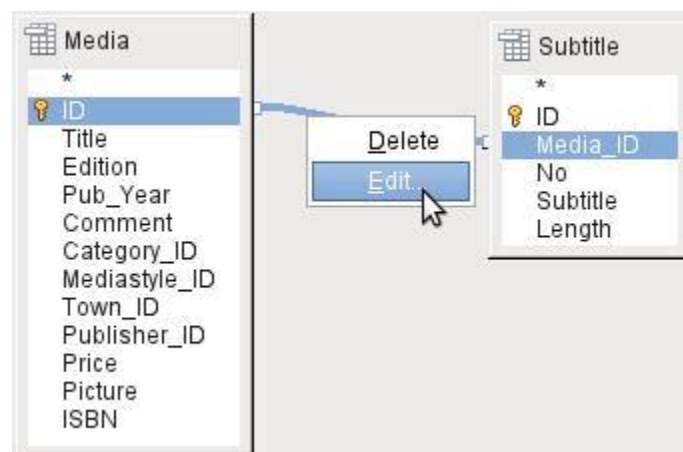 Media
*
ID
Title
Edition
Pub_Year
Comment
Category_ID
Mediastyle_ID
Town_ID
Publisher_ID
Price
Picture
ISBN
Delete
Edit...
Subtitle
*
ID
Media_ID
No
Subtitle
Length